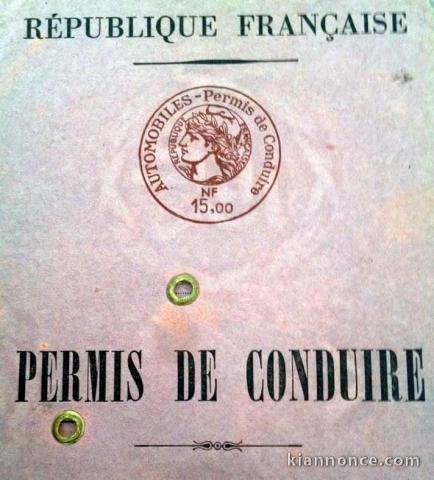 RÉPUBLIQUE FRANÇAISE
AUTOMOBILES - Permis de Conduire
RÉPUBLIQUE FRANÇAISE
NF
15,00
PERMIS DE CONDUIRE
kiannonce.com